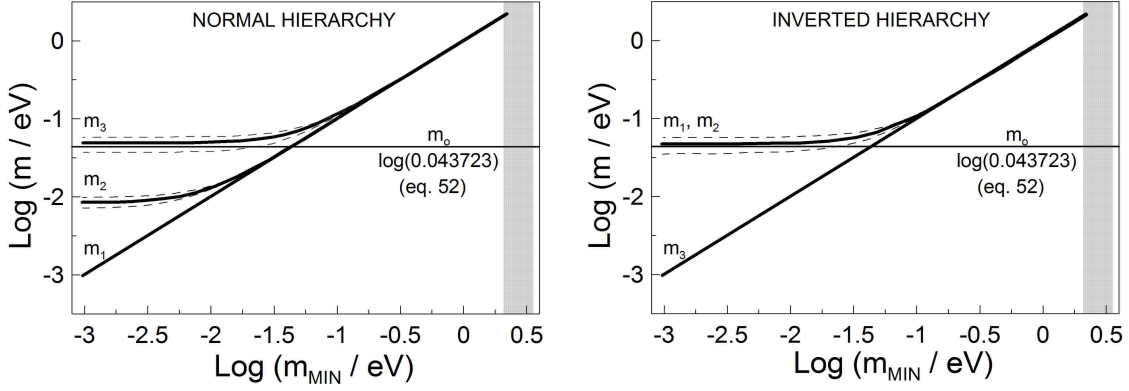 NORMAL HIERARCHY
Log (m / eV)
0
-1
-2
-3
m3
m2
m1
mo
log(0.043723)
(eq. 52)
-3 -2.5 -2 -1.5 -1 -0.5 0 0.5
Log (mMIN / eV)
INVERTED HIERARCHY
Log (m / eV)
0
-1
-2
-3
m1, m2
m3
mo
log(0.043723)
(eq. 52)
-3 -2.5 -2 -1.5 -1 -0.5 0 0.5
Log (mMIN / eV)